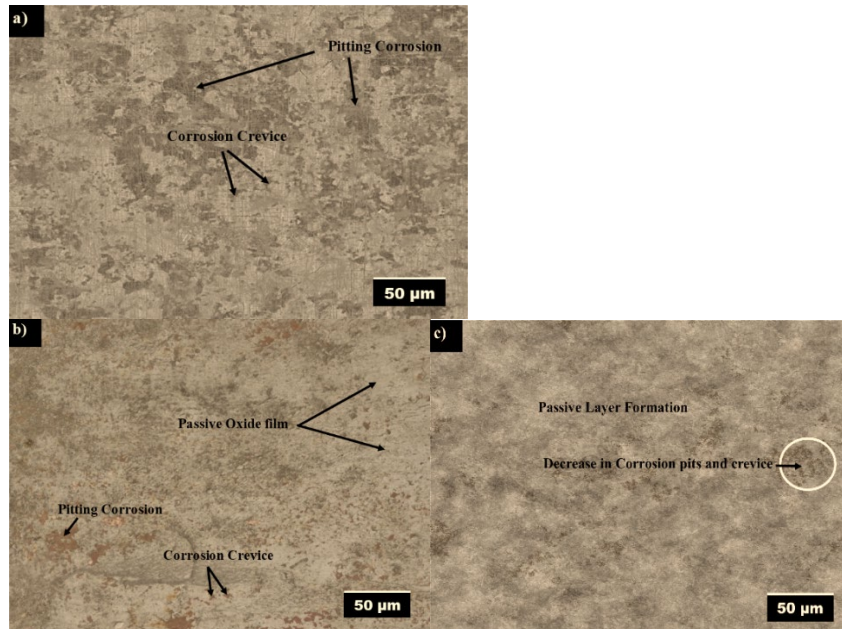 a)
Pitting Corrosion
Corrosion Crevice
50 µm
b)
Passive Oxide film
Pitting Corrosion
Corrosion Crevice
50 µm
c)
Passive Layer Formation
Decrease in Corrosion pits and crevice
50 µm